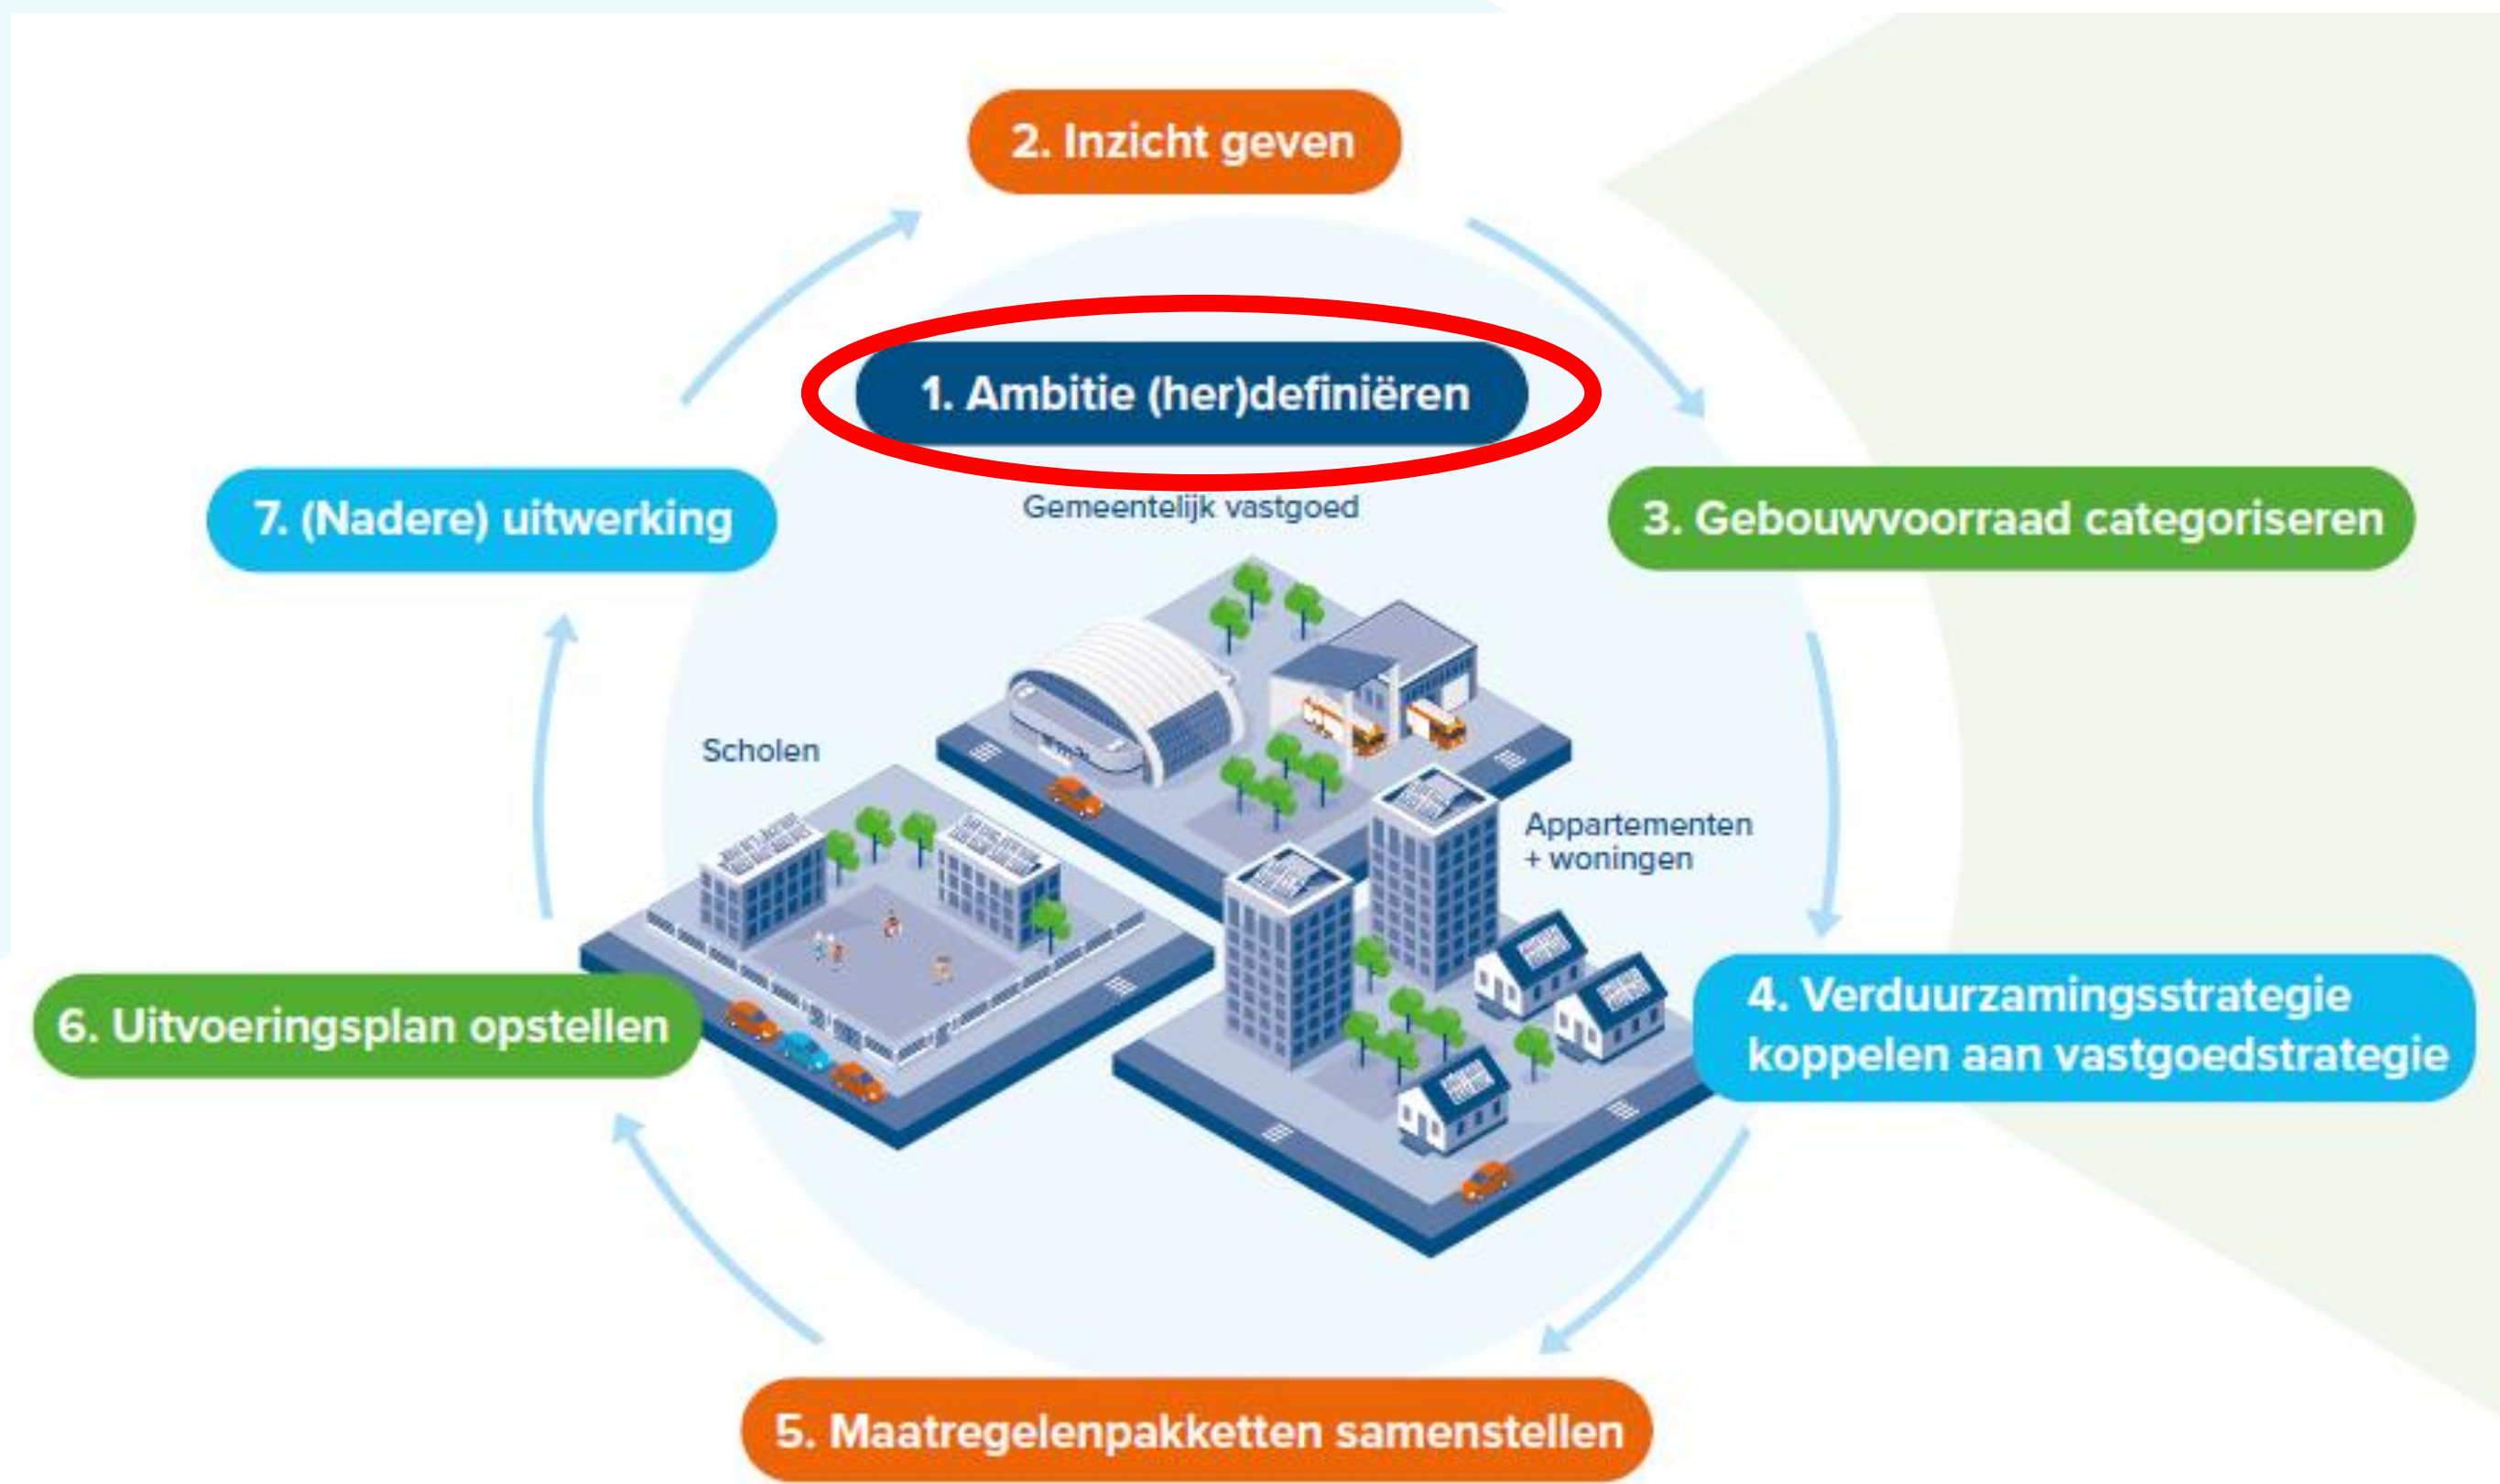 2. Inzicht geven
1. Ambitie (her)definiëren
Gemeentelijk vastgoed
7. (Nadere) uitwerking
3. Gebouwvoorraad categoriseren
Scholen
Appartementen
+ woningen
6. Uitvoeringsplan opstellen
4. Verduurzamingsstrategie
koppelen aan vastgoedstrategie
5. Maatregelenpakketten samenstellen